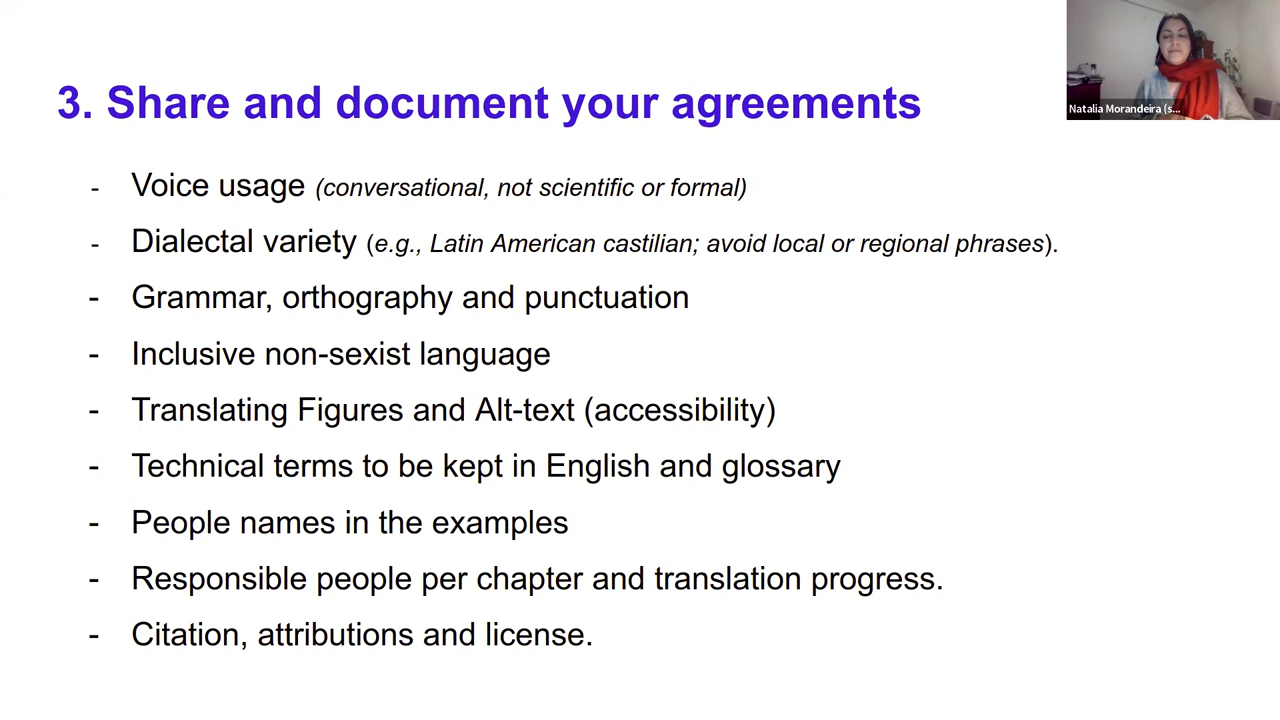 3. Share and document your agreements
Natalia Morandeira (s...
- Voice usage (conversational, not scientific or formal)
- Dialectal variety (e.g., Latin American castilian; avoid local or regional phrases).
- Grammar, orthography and punctuation
- Inclusive non-sexist language
- Translating Figures and Alt-text (accessibility)
- Technical terms to be kept in English and glossary
- People names in the examples
- Responsible people per chapter and translation progress.
- Citation, attributions and license.